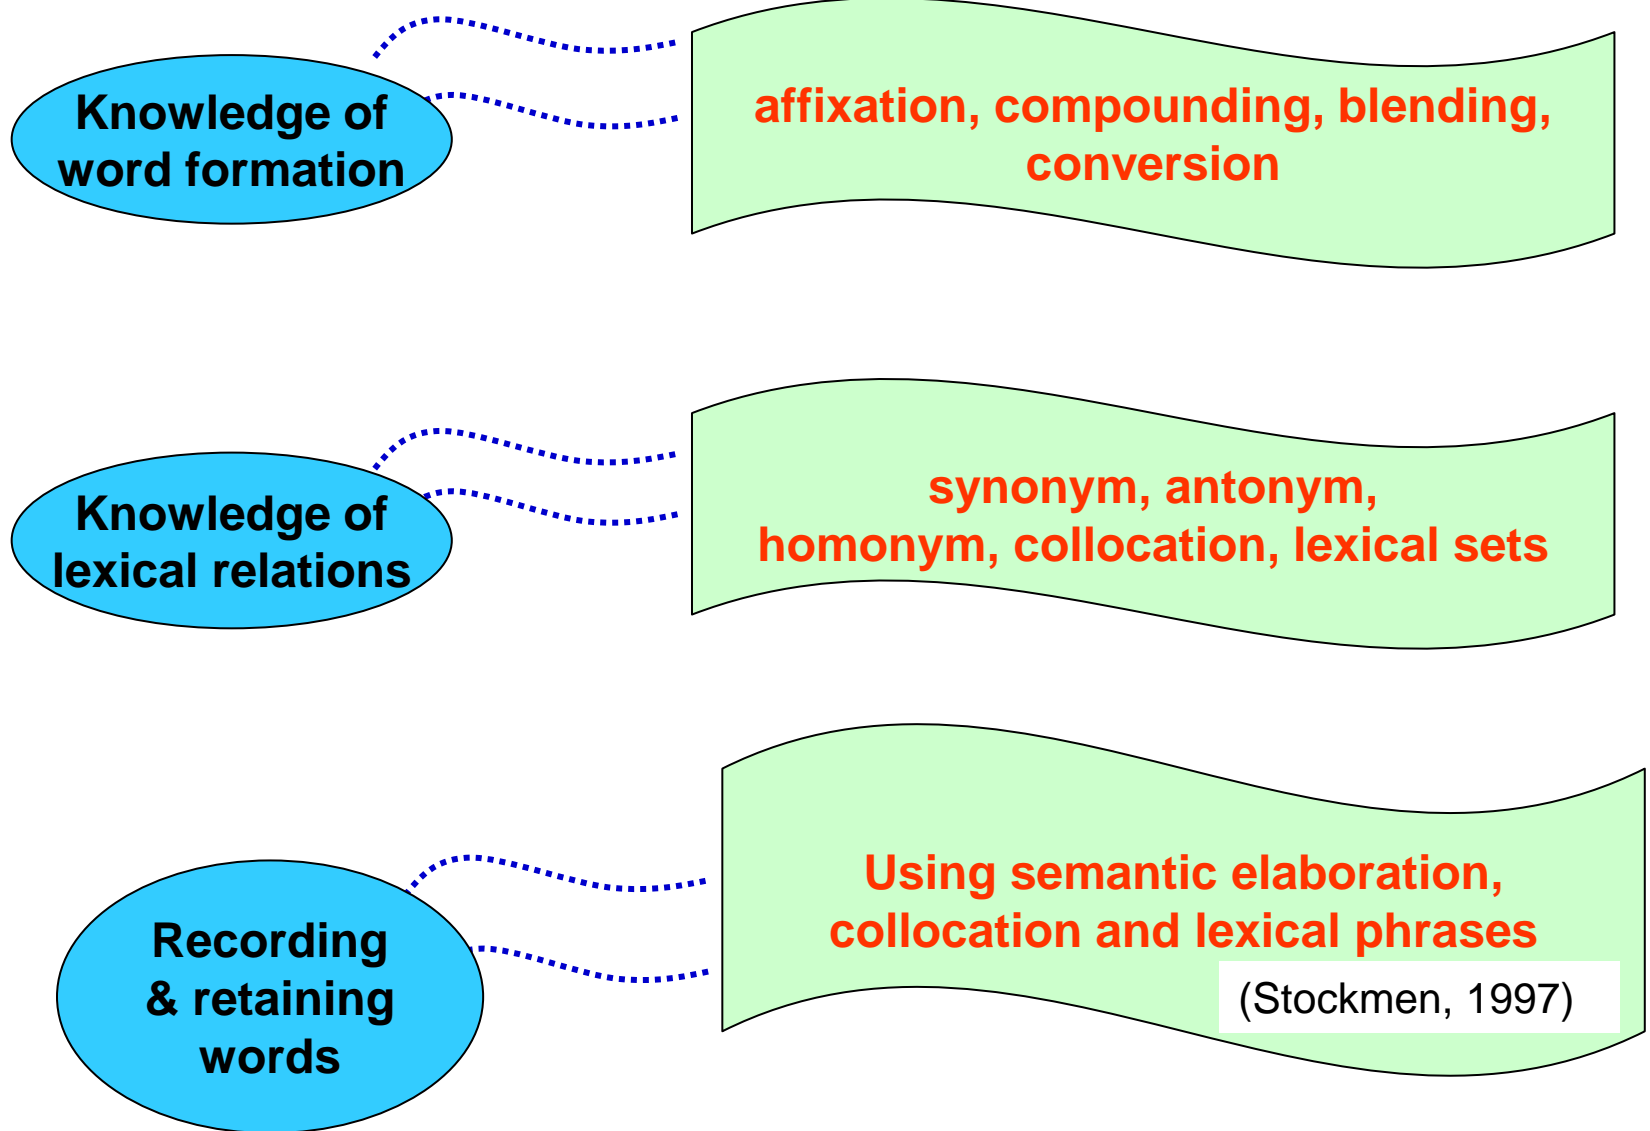 Knowledge of
word formation
affixation, compounding, blending,
conversion
Knowledge of
lexical relations
synonym, antonym,
homonym, collocation, lexical sets
Recording
& retaining
words
Using semantic elaboration,
collocation and lexical phrases
(Stockmen, 1997)